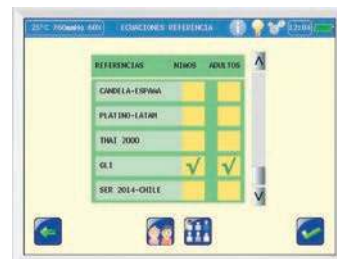 25°C 760mmHg 60% ECUACIONES REFERENCIA 12:04
REFERENCIAS NIÑOS ADULTOS
CANDELA-ESPAÑA
PLATINO-LATAM
THAI 2000
GLI √ √
SER 2014-CHILE